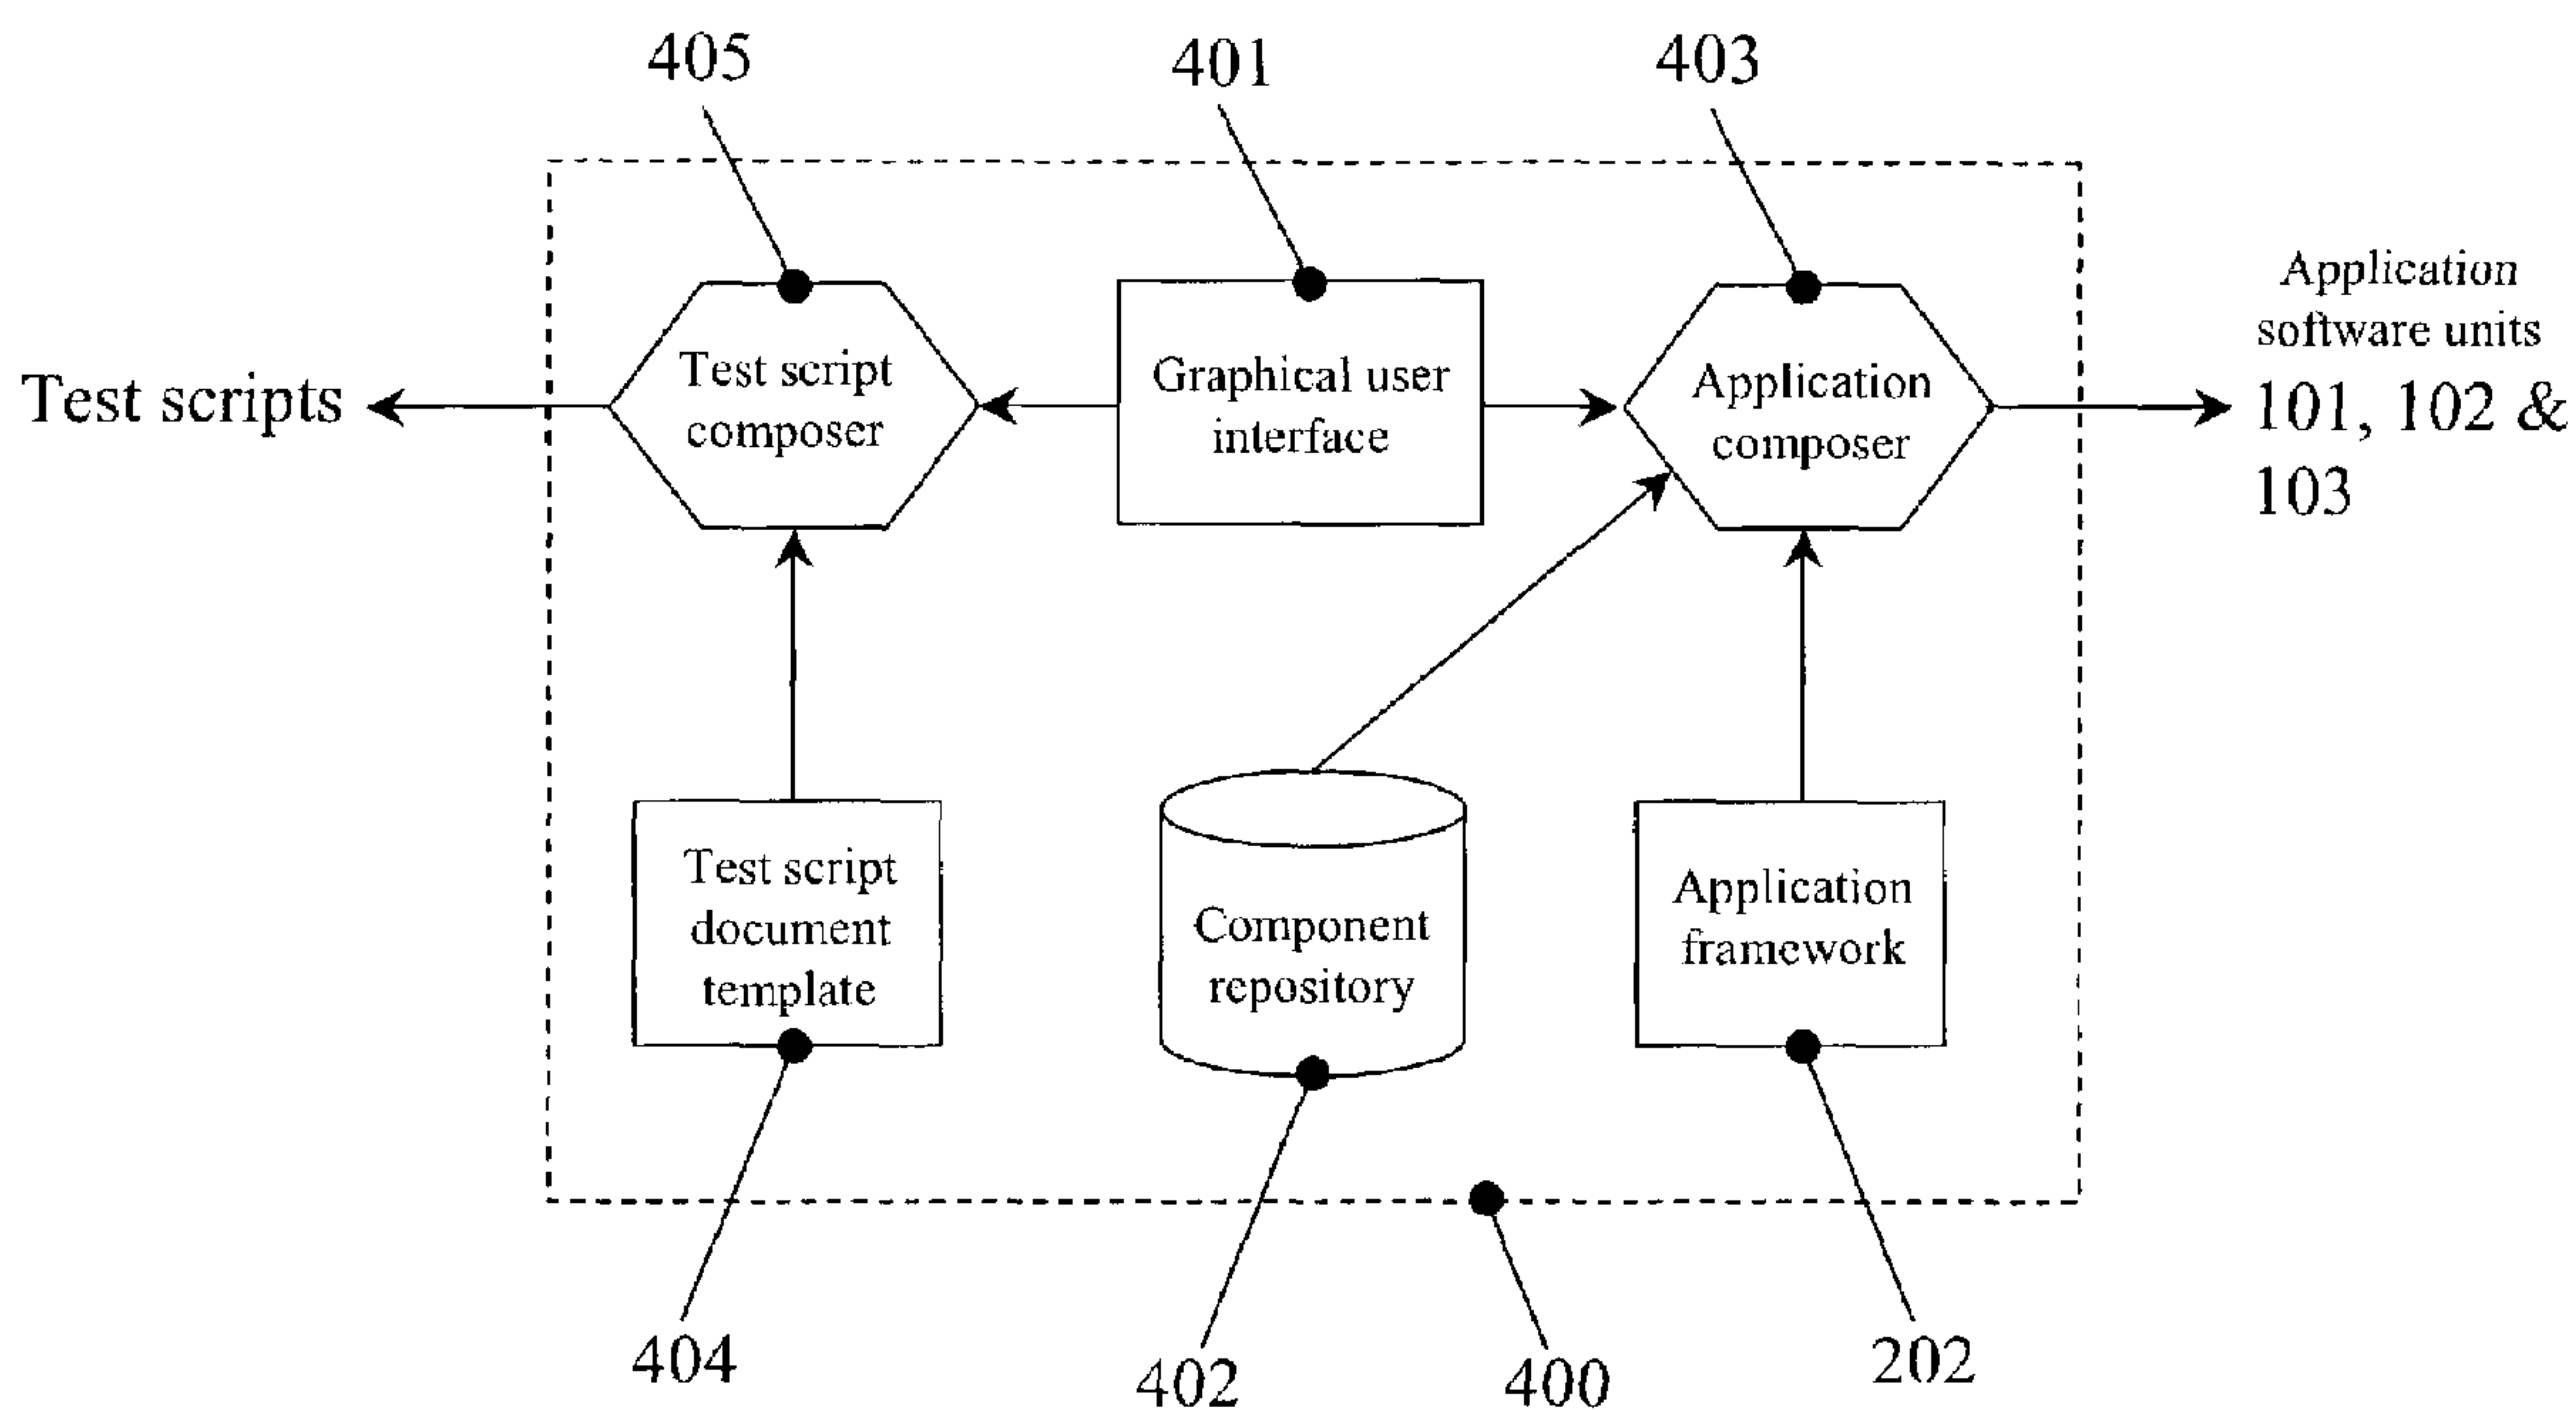 405
401
403
Test scripts
Test script
composer
Graphical user
interface
Application
composer
Application
software units
101, 102 &
103
Test script
document
template
Component
repository
Application
framework
404
402
400
202